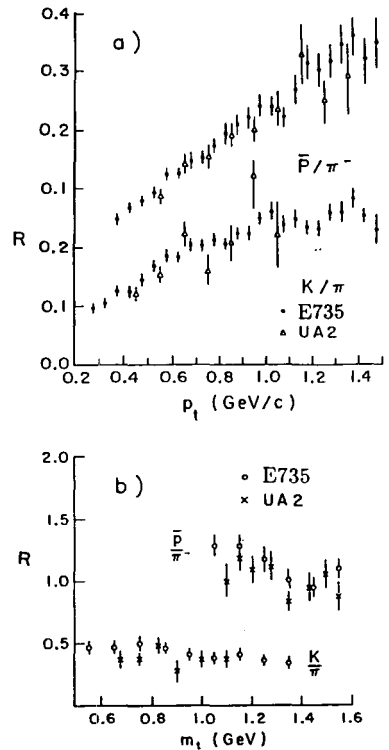 a)
0.4
0.3
0.2
0.1
0.2
0.1
0.0
R
P̅/π⁻
K/π
E735
UA2
0.2 0.4 0.6 0.8 1.0 1.2 1.4
pₜ (GeV/c)
b)
2.0
1.5
1.0
0.5
R
E735
UA2
p̅/π⁻
K/π
0.6 0.8 1.0 1.2 1.4 1.6
mₜ (GeV)